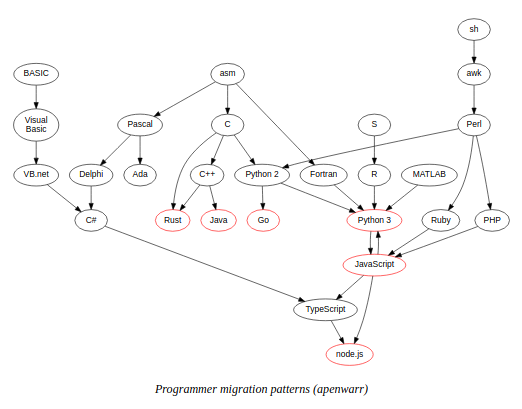 sh
BASIC
asm
awk
Visual
Basic
Pascal
C
S
Perl
VB.net
Delphi
Ada
C++
Python 2
Fortran
R
MATLAB
C#
Rust
Java
Go
Python 3
Ruby
PHP
JavaScript
TypeScript
node.js
Programmer migration patterns (apenwarr)